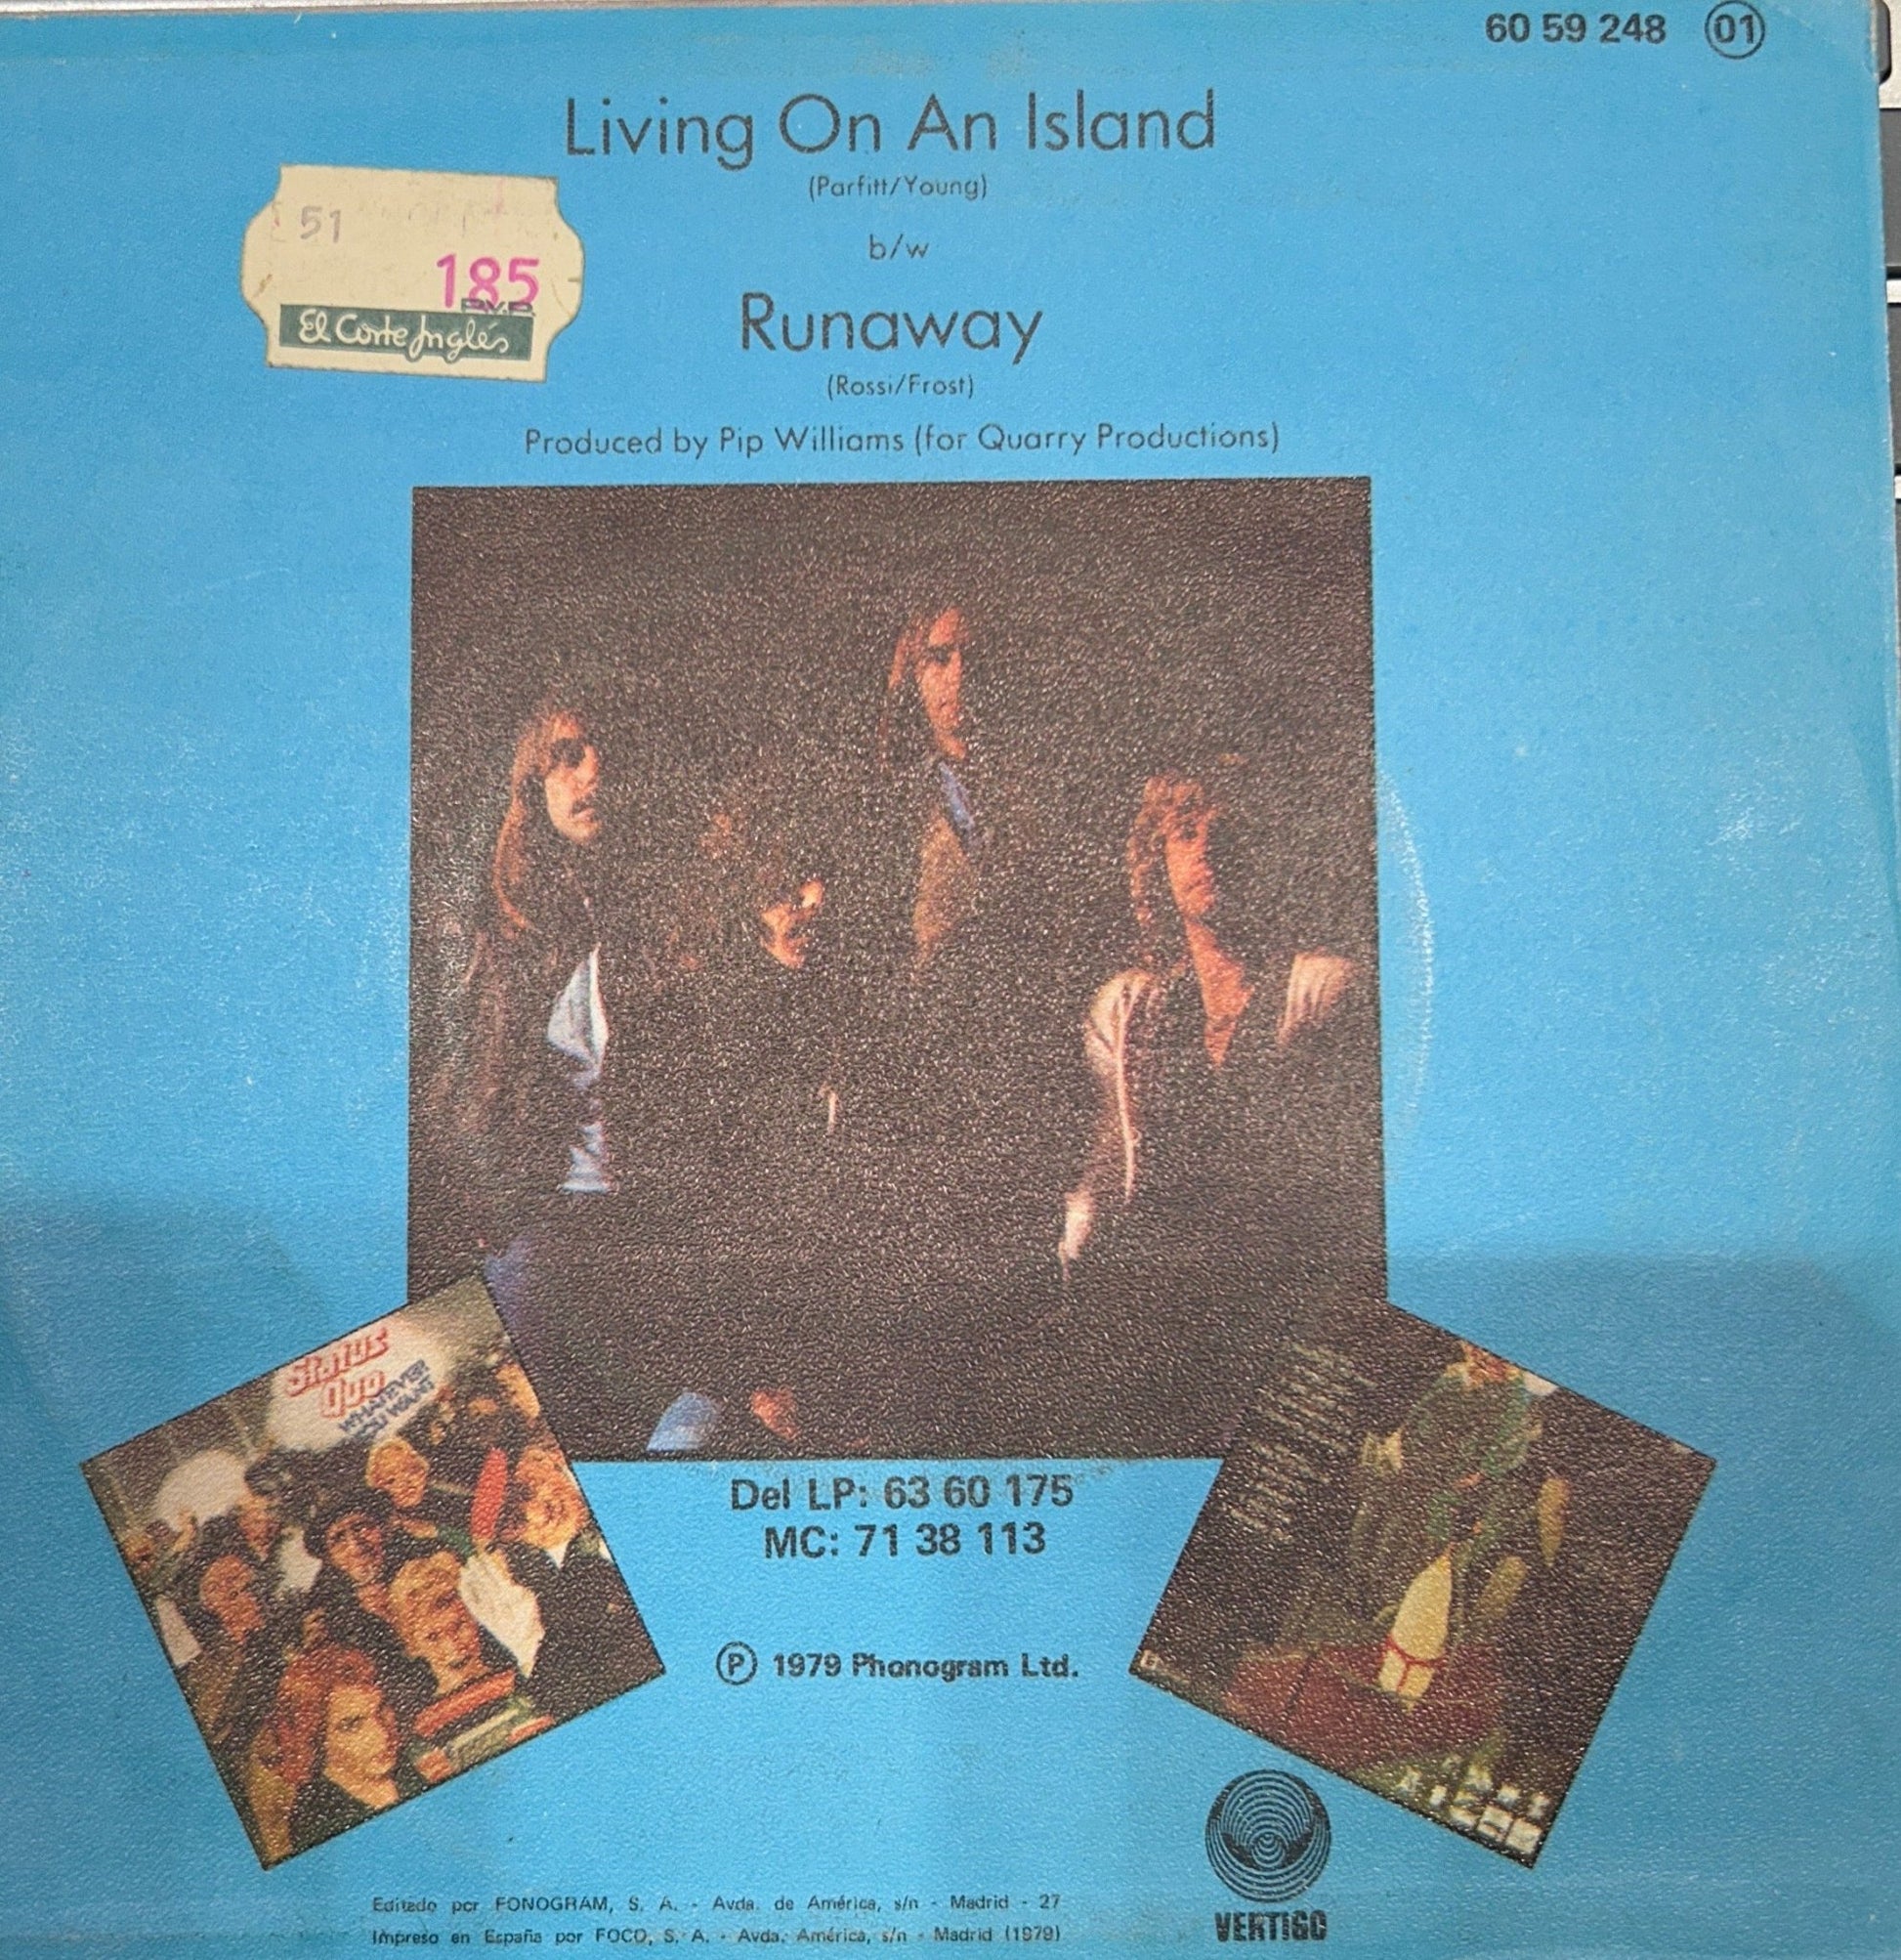 60 59 248 01
Living On An Island
(Parfitt/Young)
b/w
Runaway
(Rossi/Frost)
Produced by Pip Williams (for Quarry Productions)
51
185
P.V.P.
El Corte Inglés
Status
Quo
WHATEVER
YOU WANT
Del LP: 63 60 175
MC: 71 38 113
Ⓟ 1979 Phonogram Ltd.
VERTIGO
Editado por FONOGRAM, S. A. - Avda. de América, s/n - Madrid - 27
Impreso en España por FOCO, S. A. - Avda. América, s/n - Madrid (1979)